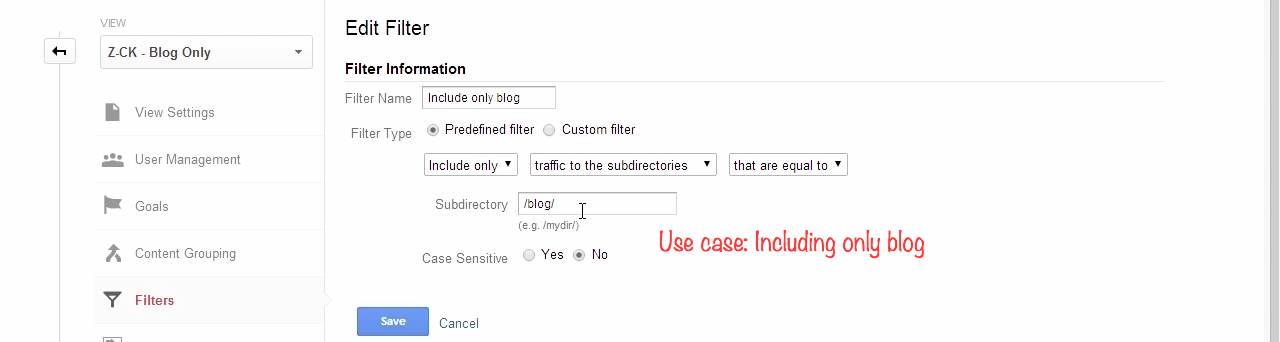 VIEW
Z-CK - Blog Only
View Settings
User Management
Goals
Content Grouping
Filters
Edit Filter
Filter Information
Filter Name Include only blog
Filter Type Predefined filter Custom filter
Include only traffic to the subdirectories that are equal to
Subdirectory /blog/
(e.g. /mydir/)
Use case: Including only blog
Case Sensitive Yes No
Save Cancel